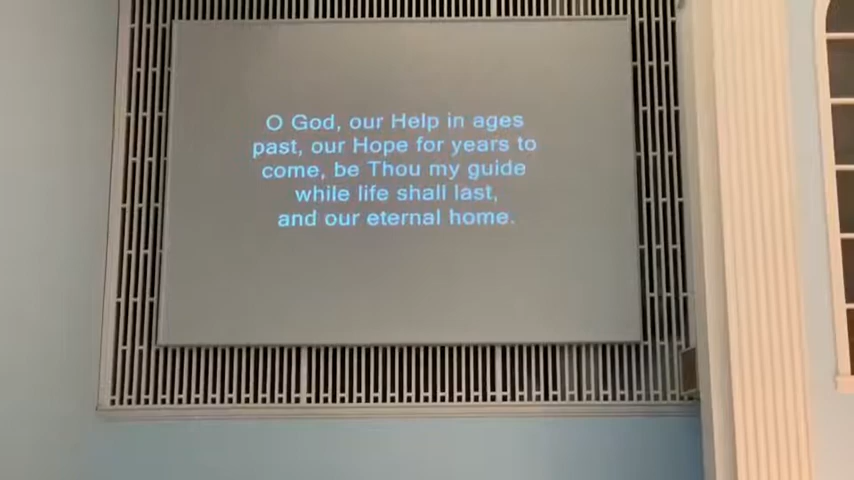 O God, our Help in ages
past, our Hope for years to
come, be Thou my guide
while life shall last,
and our eternal home.